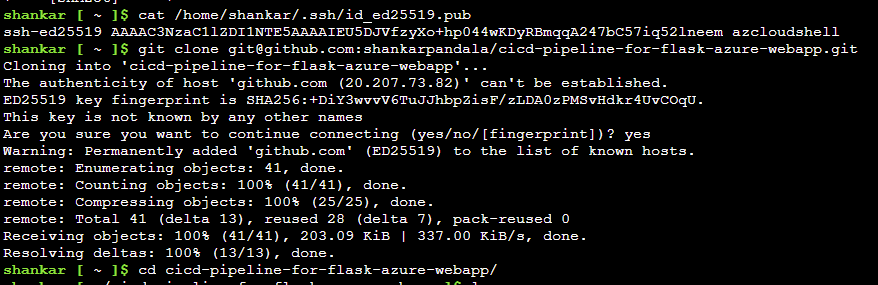 shankar [ ~ ]$ cat /home/shankar/.ssh/id_ed25519.pub
ssh-ed25519 AAAAC3NzaC1lZDI1NTE5AAAAIEU5DJVfzyXo+hp044wKDyRBmqqA247bC57iq52lneem azcloudshell
shankar [ ~ ]$ git clone git@github.com:shankarpandala/cicd-pipeline-for-flask-azure-webapp.git
Cloning into 'cicd-pipeline-for-flask-azure-webapp'...
The authenticity of host 'github.com (20.207.73.82)' can't be established.
ED25519 key fingerprint is SHA256:+DiY3wvvV6TuJJhbpZisF/zLDA0zPMSvHdkr4UvCOqU.
This key is not known by any other names
Are you sure you want to continue connecting (yes/no/[fingerprint])? yes
Warning: Permanently added 'github.com' (ED25519) to the list of known hosts.
remote: Enumerating objects: 41, done.
remote: Counting objects: 100% (41/41), done.
remote: Compressing objects: 100% (25/25), done.
remote: Total 41 (delta 13), reused 28 (delta 7), pack-reused 0
Receiving objects: 100% (41/41), 203.09 KiB | 337.00 KiB/s, done.
Resolving deltas: 100% (13/13), done.
shankar [ ~ ]$ cd cicd-pipeline-for-flask-azure-webapp/